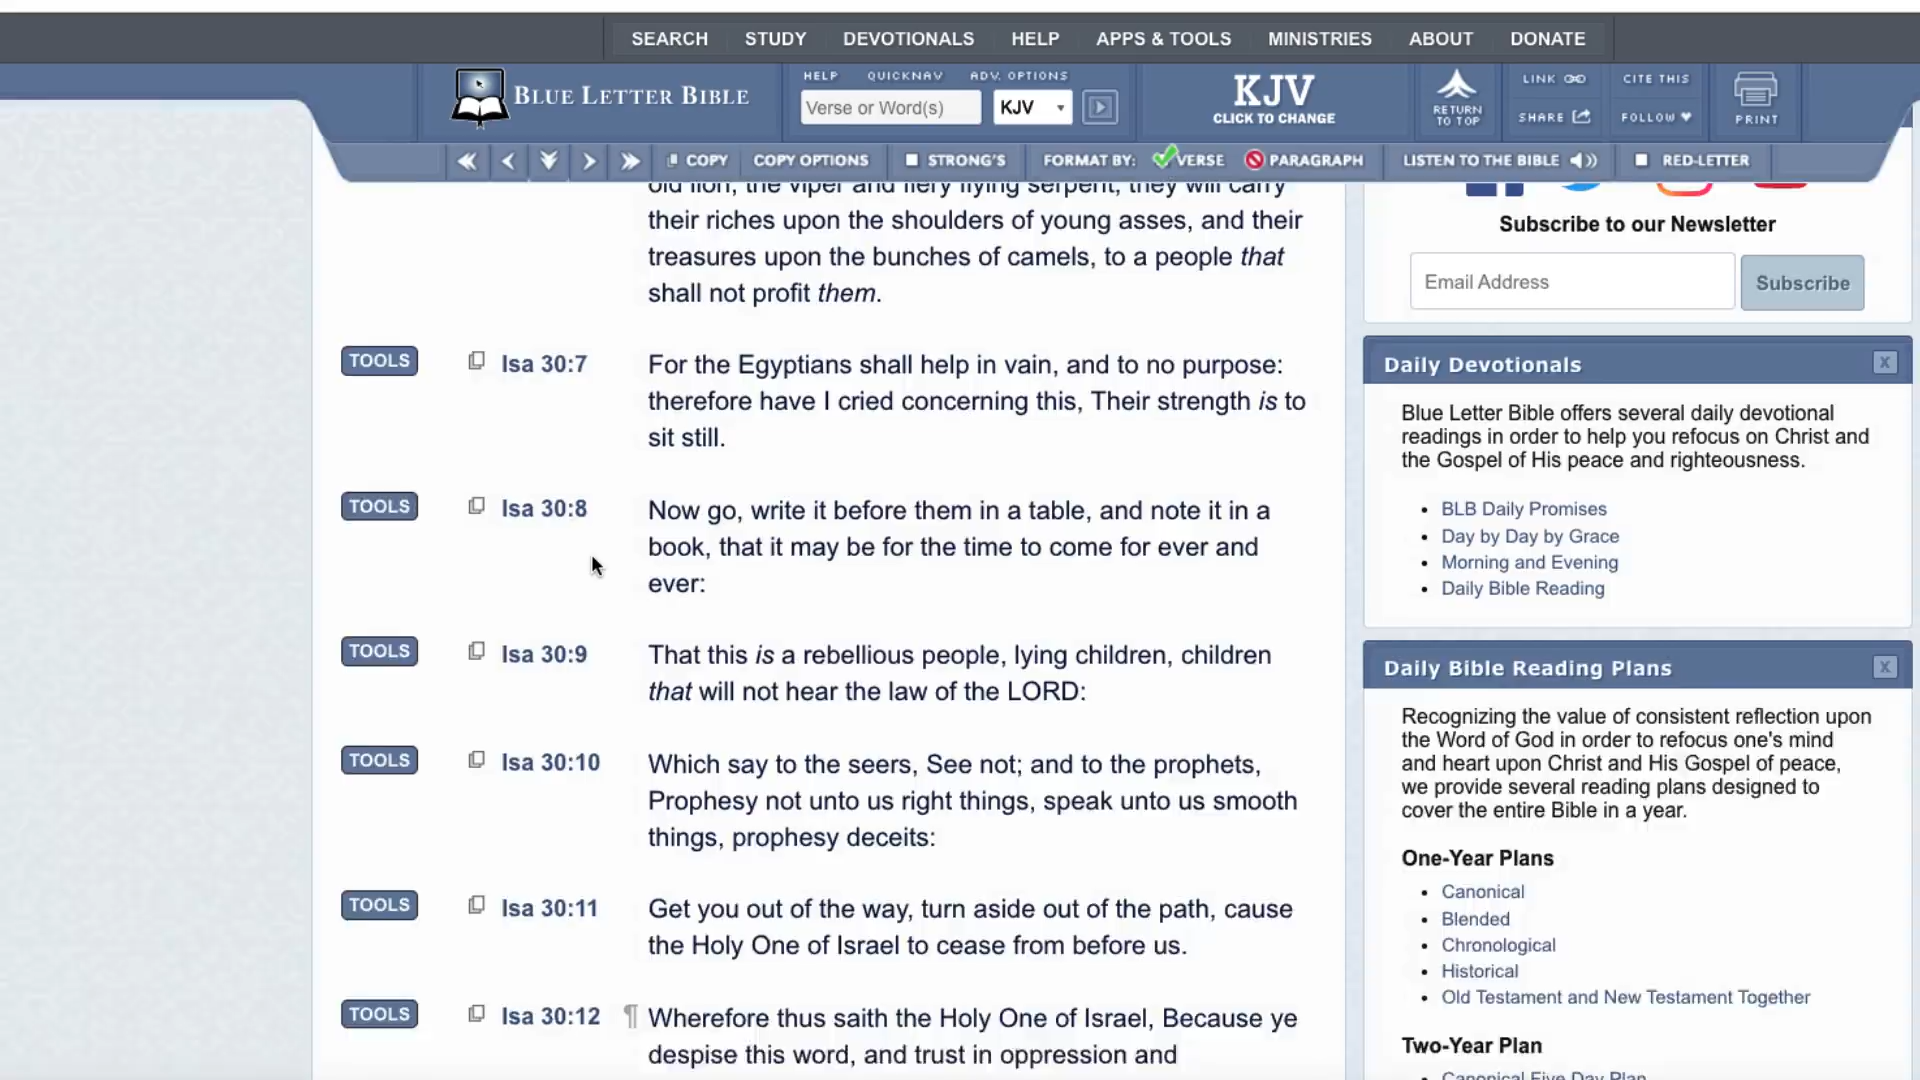 SEARCH STUDY DEVOTIONALS HELP APPS & TOOLS MINISTRIES ABOUT DONATE
BLUE LETTER BIBLE
HELP QUICKNAV ADV. OPTIONS
Verse or Word(s) KJV
KJV
CLICK TO CHANGE
RETURN
TO TOP
LINK
SHARE
CITE THIS
FOLLOW
PRINT
COPY COPY OPTIONS STRONG'S FORMAT BY: VERSE PARAGRAPH LISTEN TO THE BIBLE RED-LETTER
old lion, the viper and fiery flying serpent, they will carry
their riches upon the shoulders of young asses, and their
treasures upon the bunches of camels, to a people that
shall not profit them.
TOOLS Isa 30:7 For the Egyptians shall help in vain, and to no purpose:
therefore have I cried concerning this, Their strength is to
sit still.
TOOLS Isa 30:8 Now go, write it before them in a table, and note it in a
book, that it may be for the time to come for ever and
ever:
TOOLS Isa 30:9 That this is a rebellious people, lying children, children
that will not hear the law of the LORD:
TOOLS Isa 30:10 Which say to the seers, See not; and to the prophets,
Prophesy not unto us right things, speak unto us smooth
things, prophesy deceits:
TOOLS Isa 30:11 Get you out of the way, turn aside out of the path, cause
the Holy One of Israel to cease from before us.
TOOLS Isa 30:12 ¶ Wherefore thus saith the Holy One of Israel, Because ye
despise this word, and trust in oppression and
Subscribe to our Newsletter
Email Address Subscribe
Daily Devotionals X
Blue Letter Bible offers several daily devotional
readings in order to help you refocus on Christ and
the Gospel of His peace and righteousness.
• BLB Daily Promises
• Day by Day by Grace
• Morning and Evening
• Daily Bible Reading
Daily Bible Reading Plans X
Recognizing the value of consistent reflection upon
the Word of God in order to refocus one's mind
and heart upon Christ and His Gospel of peace,
we provide several reading plans designed to
cover the entire Bible in a year.
One-Year Plans
• Canonical
• Blended
• Chronological
• Historical
• Old Testament and New Testament Together
Two-Year Plan
• Canonical Five Day Plan